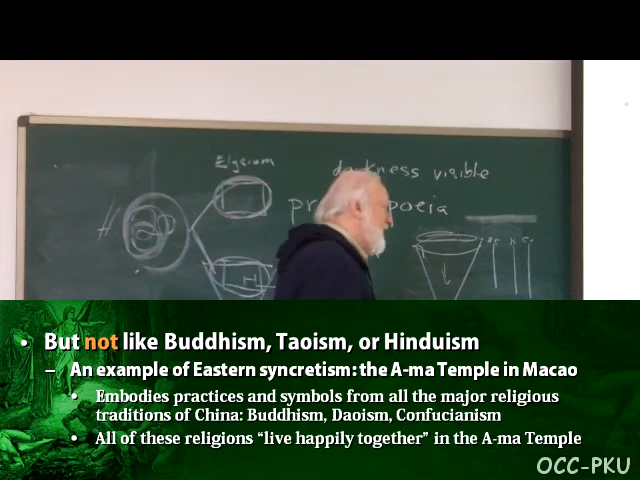 Elysium
darkness visible
• But not like Buddhism, Taoism, or Hinduism
– An example of Eastern syncretism: the A-ma Temple in Macao
• Embodies practices and symbols from all the major religious
traditions of China: Buddhism, Daoism, Confucianism
• All of these religions “live happily together” in the A-ma Temple
OCC-PKU